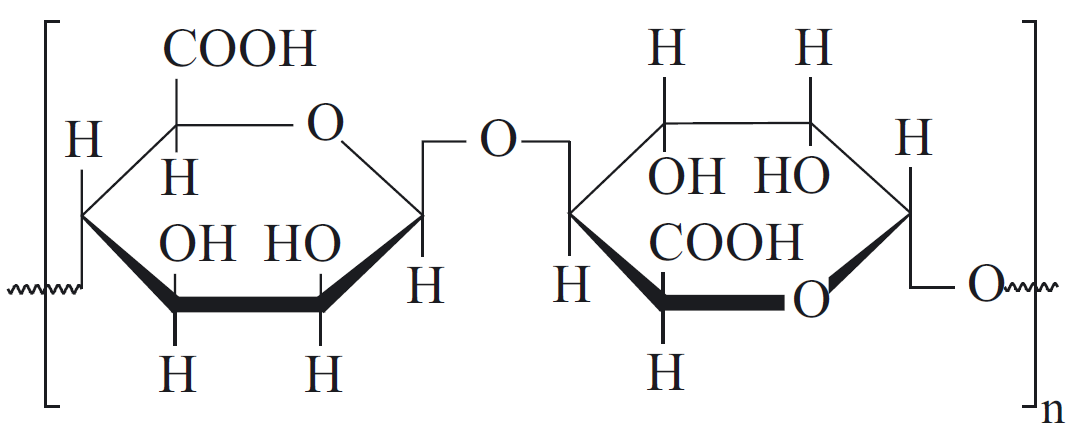 COOH H H
H O O H
H OH HO
OH HO COOH
H H O O
H H H
n